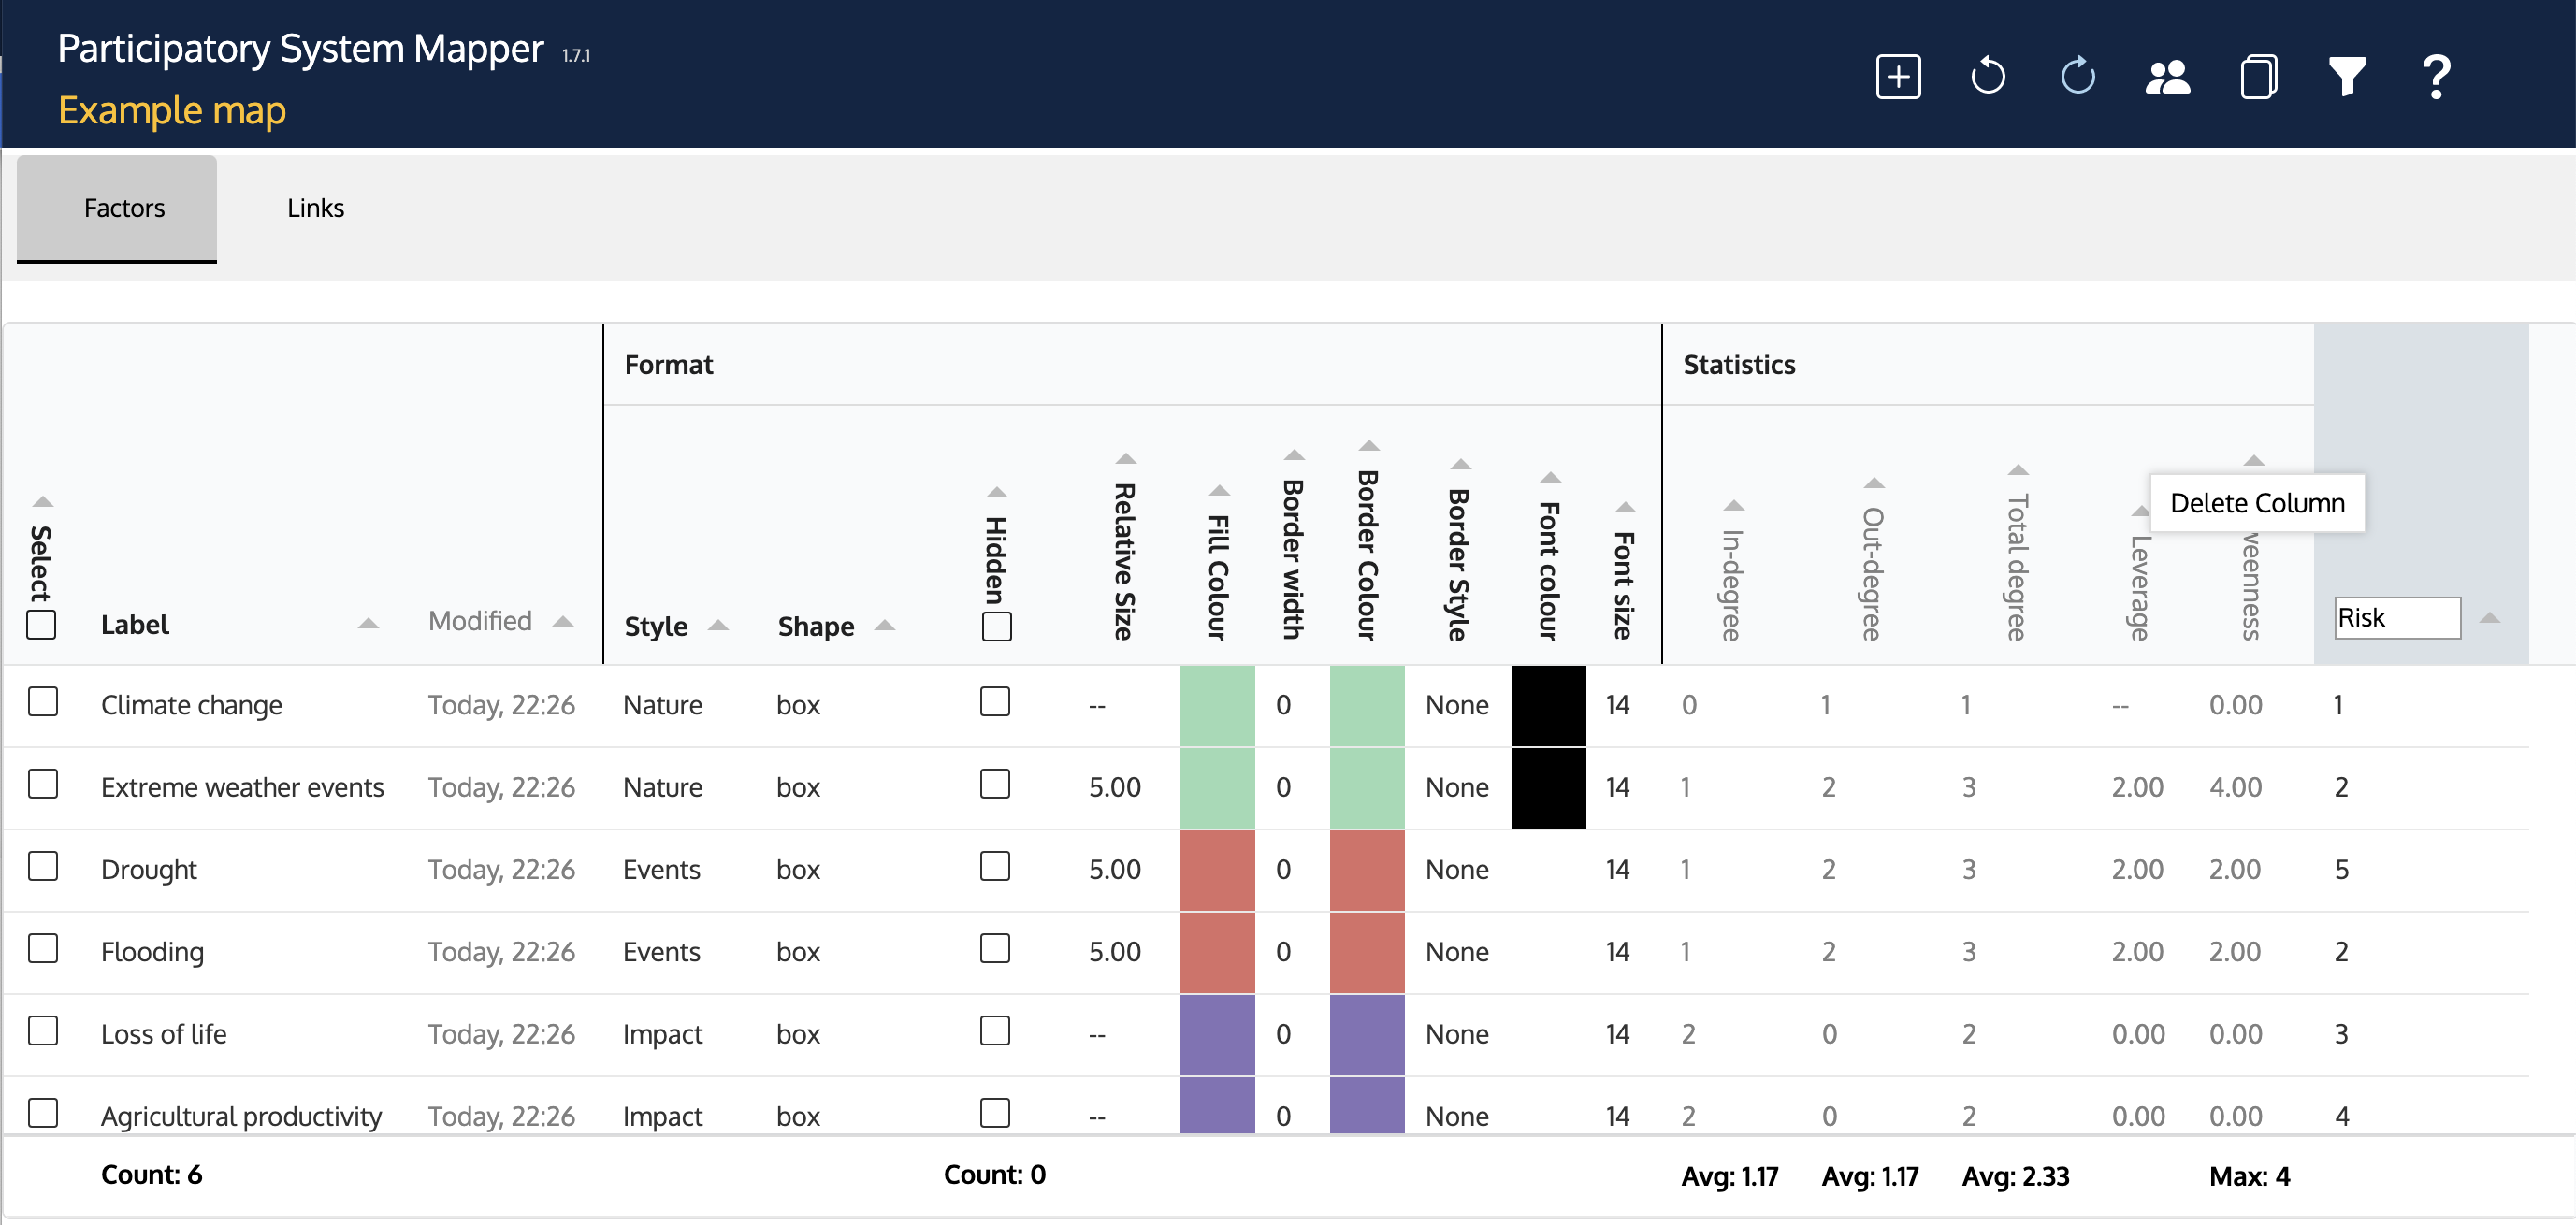 Participatory System Mapper 1.7.1
Example map
?
Factors Links
Format Statistics
Select Label Modified Style Shape Hidden Relative Size Fill Colour Border width Border Colour Border Style Font colour Font size In-degree Out-degree Total degree Leverage Risk
Delete Column
Climate change Today, 22:26 Nature box -- 0 None 14 0 1 1 -- 0.00 1
Extreme weather events Today, 22:26 Nature box 5.00 0 None 14 1 2 3 2.00 4.00 2
Drought Today, 22:26 Events box 5.00 0 None 14 1 2 3 2.00 2.00 5
Flooding Today, 22:26 Events box 5.00 0 None 14 1 2 3 2.00 2.00 2
Loss of life Today, 22:26 Impact box -- 0 None 14 2 0 2 0.00 0.00 3
Agricultural productivity Today, 22:26 Impact box -- 0 None 14 2 0 2 0.00 0.00 4
Count: 6 Count: 0 Avg: 1.17 Avg: 1.17 Avg: 2.33 Max: 4